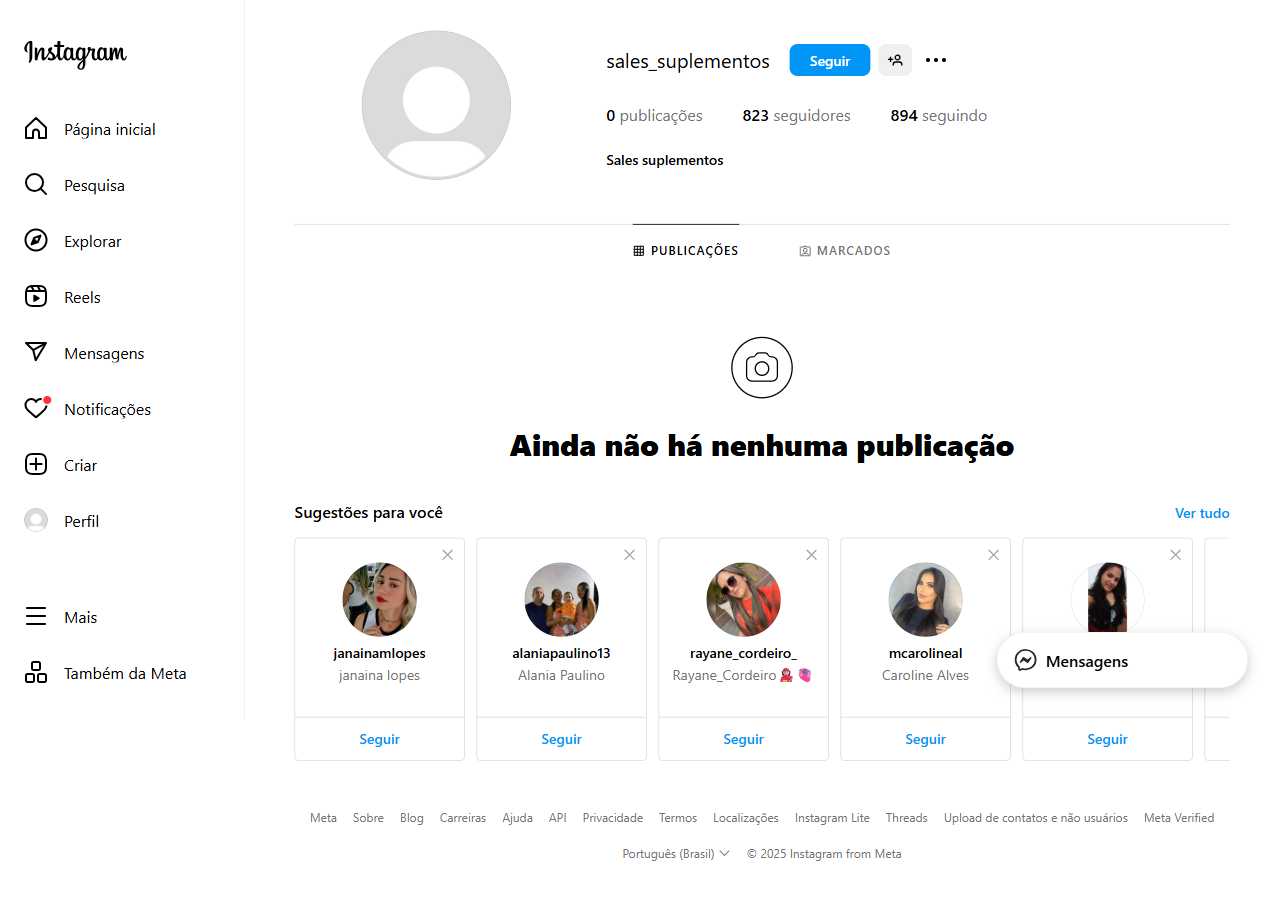 Instagram
Página inicial
Pesquisa
Explorar
Reels
Mensagens
Notificações
Criar
Perfil
Mais
Também da Meta
sales_suplementos Seguir
0 publicações 823 seguidores 894 seguindo
Sales suplementos
PUBLICAÇÕES MARCADOS
Ainda não há nenhuma publicação
Sugestões para você Ver tudo
janainamlopes alaniapaulino13 rayane_cordeiro_ mcarolineal
janaina lopes Alania Paulino Rayane_Cordeiro Caroline Alves
Mensagens
Seguir Seguir Seguir Seguir Seguir
Meta Sobre Blog Carreiras Ajuda API Privacidade Termos Localizações Instagram Lite Threads Upload de contatos e não usuários Meta Verified
Português (Brasil) © 2025 Instagram from Meta